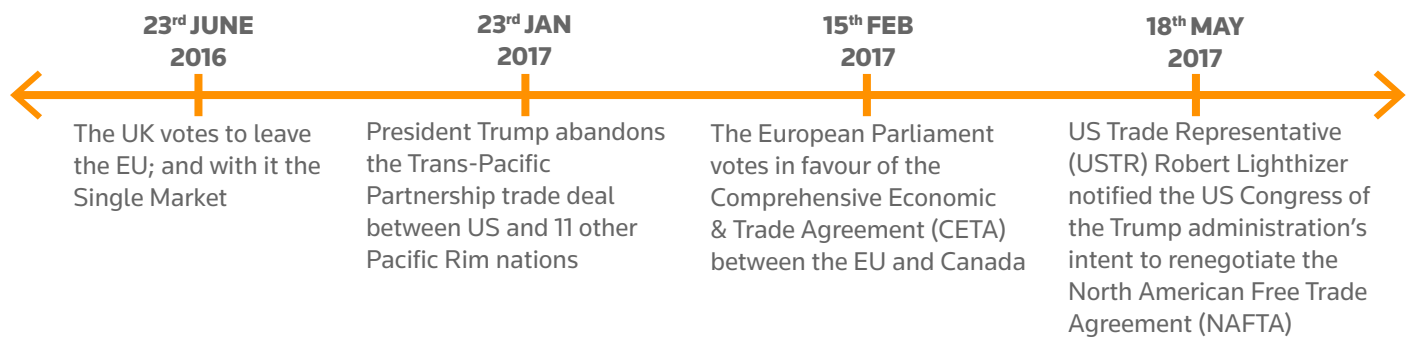 23rd JUNE
2016
The UK votes to leave
the EU; and with it the
Single Market
23rd JAN
2017
President Trump abandons
the Trans-Pacific
Partnership trade deal
between US and 11 other
Pacific Rim nations
15th FEB
2017
The European Parliament
votes in favour of the
Comprehensive Economic
& Trade Agreement (CETA)
between the EU and Canada
18th MAY
2017
US Trade Representative
(USTR) Robert Lighthizer
notified the US Congress of
the Trump administration’s
intent to renegotiate the
North American Free Trade
Agreement (NAFTA)